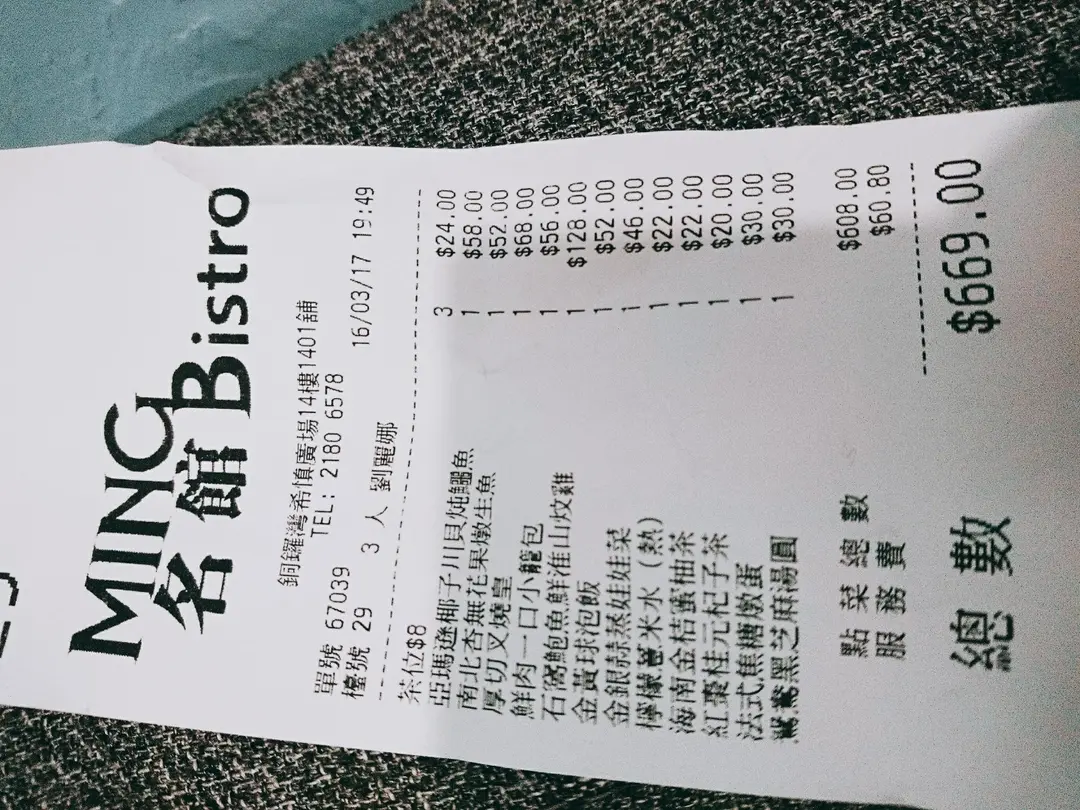 MING
名館 Bistro
銅鑼灣希慎廣場14樓1401舖
TEL: 2180 6578
單號 67039 16/03/17 19:49
檯號 29 3 人 劉麗娜
茶位$8 3 $24.00
亞瑪遜椰子川貝炖鱷魚 1 $58.00
南北杏無花果燉生魚 1 $52.00
厚切叉燒皇 1 $68.00
鮮肉一口小籠包 1 $56.00
石窩鮑魚鮮淮山炆雞 1 $128.00
金黃球泡飯 1 $52.00
金銀赫蒸娃娃菜 1 $46.00
檸檬薏米水 (熱) 1 $22.00
海南金桔蜜柚茶 1 $22.00
紅棗桂元杞子茶 1 $20.00
法式焦糖燉蛋 1 $30.00
鴛鴦黑芝麻湯圓 1 $30.00
點菜總數 $608.00
服務費 $60.80
總數 $669.00